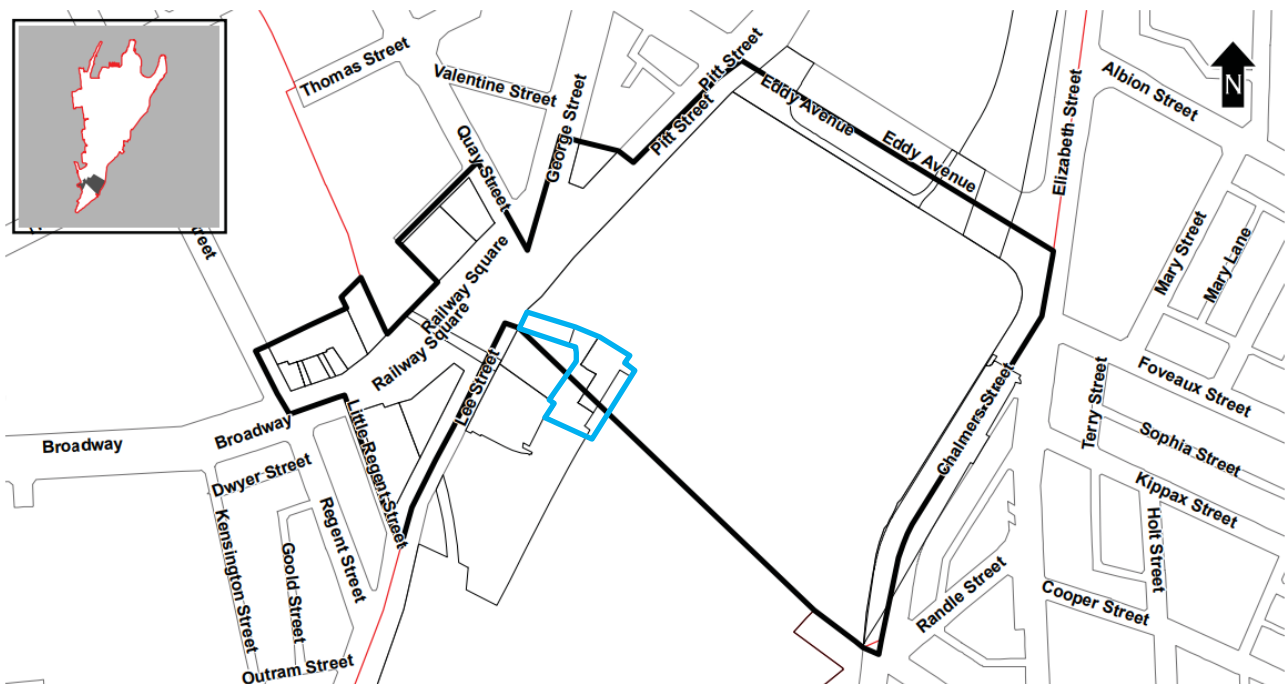 Thomas Street
Valentine Street
Quay Street
George Street
Pitt Street
Pitt Street
Eddy Avenue
Eddy Avenue
Elizabeth Street
Albion Street
N
Mary Street
Mary Lane
Railway Square
Railway Square
Railway Square
Lee Street
Chalmers Street
Terry Street
Foveaux Street
Sophia Street
Kippax Street
Holt Street
Cooper Street
Randle Street
Broadway
Broadway
Dwyer Street
Little Regent Street
Regent Street
Kensington Street
Goold Street
Outram Street